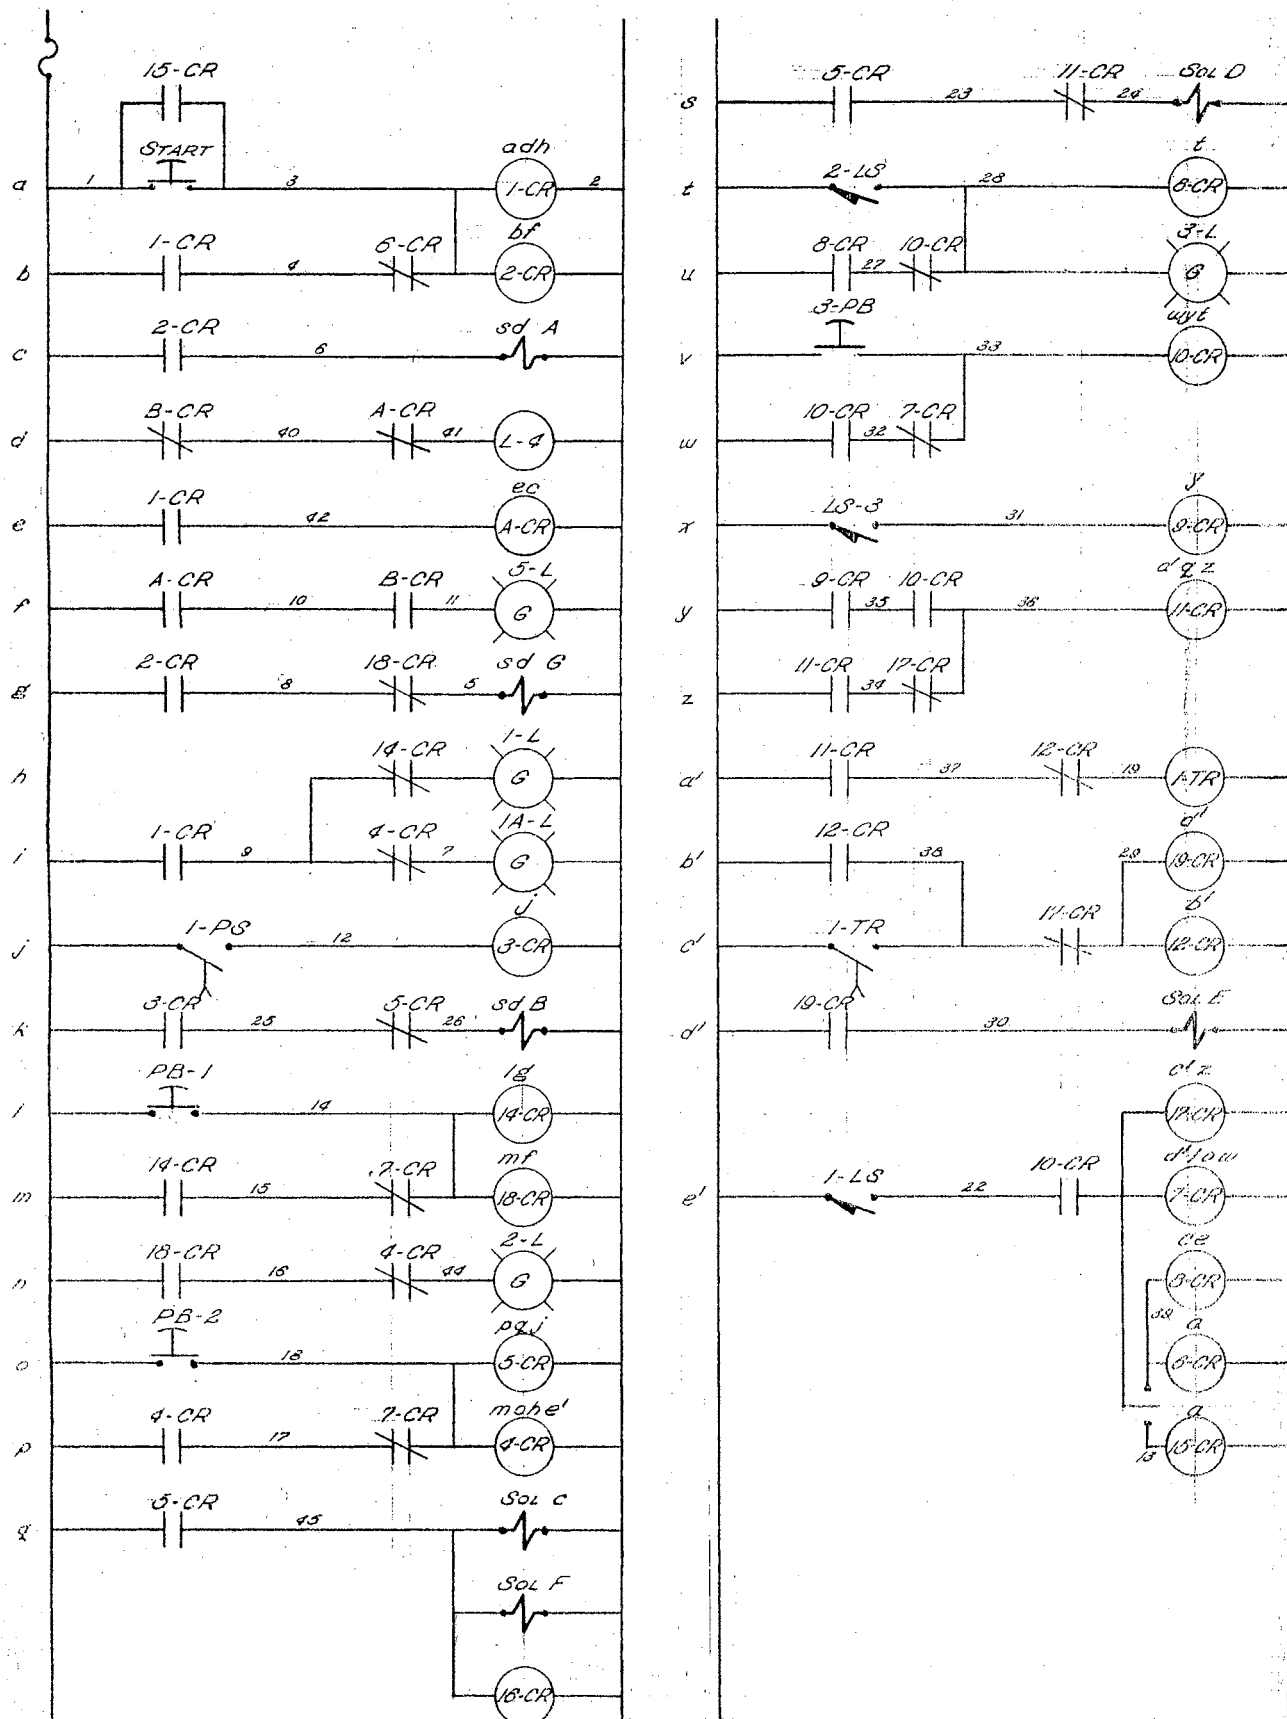 15-CR
START
adh
a 1 3 1-CR 2
1-CR 6-CR bf
b 4 2-CR
2-CR sd A
c 6
B-CR A-CR
d 40 41 L-4
1-CR ec
e 42 A-CR
A-CR B-CR 5-L
f 10 11 G
2-CR 18-CR sd G
g 8 5
14-CR 1-L
h G
1-CR 4-CR 1A-L
i 9 7 G
1-PS j
j 12 3-CR
3-CR 5-CR sd B
k 25 26
PB-1 lg
l 14 14-CR
14-CR 7-CR mf
m 15 18-CR
18-CR 4-CR 2-L
n 16 44 G
PB-2 pqj
o 18 5-CR
4-CR 7-CR mohe'
p 17 4-CR
5-CR SOL C
q 45
SOL F
16-CR
5-CR 11-CR SOL D
s 23 24
2-LS t
t 28 8-CR
8-CR 10-CR 3-L
u 27 G
3-PB wyt
v 33 10-CR
10-CR 7-CR
w 32
LS-3 y
x 31 9-CR
9-CR 10-CR a'qz
y 35 36 11-CR
11-CR 17-CR
z 34
11-CR 12-CR
a' 37 19 1-TR
12-CR d'
b' 38 29 19-CR
1-TR 17-CR b'
c' 12-CR
19-CR SOL E
d' 30
c'z
17-CR
1-LS 10-CR
e' 22 7-CR
ce
39
a
6-CR
a
13 15-CR